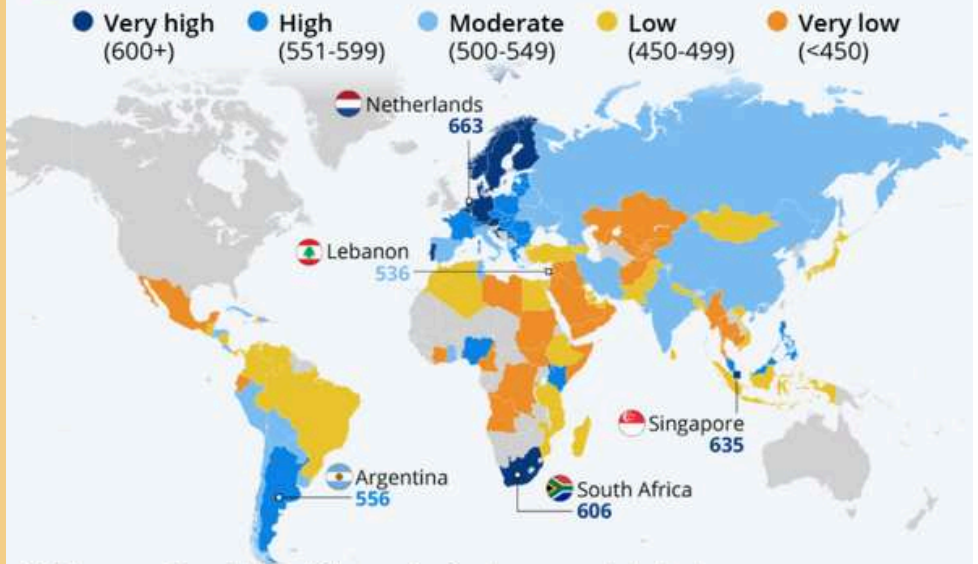 Very high
(600+)
High
(551-599)
Moderate
(500-549)
Low
(450-499)
Very low
(<450)
Netherlands
663
Lebanon
536
Singapore
635
Argentina
556
South Africa
606